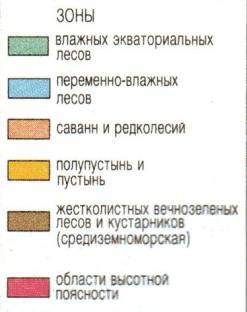 ЗОНЫ
влажных экваториальных
лесов
переменно-влажных
лесов
саванн и редколесий
полупустынь и
пустынь
жестколистных вечнозеленых
лесов и кустарников
(средиземноморская)
области высотной
поясности